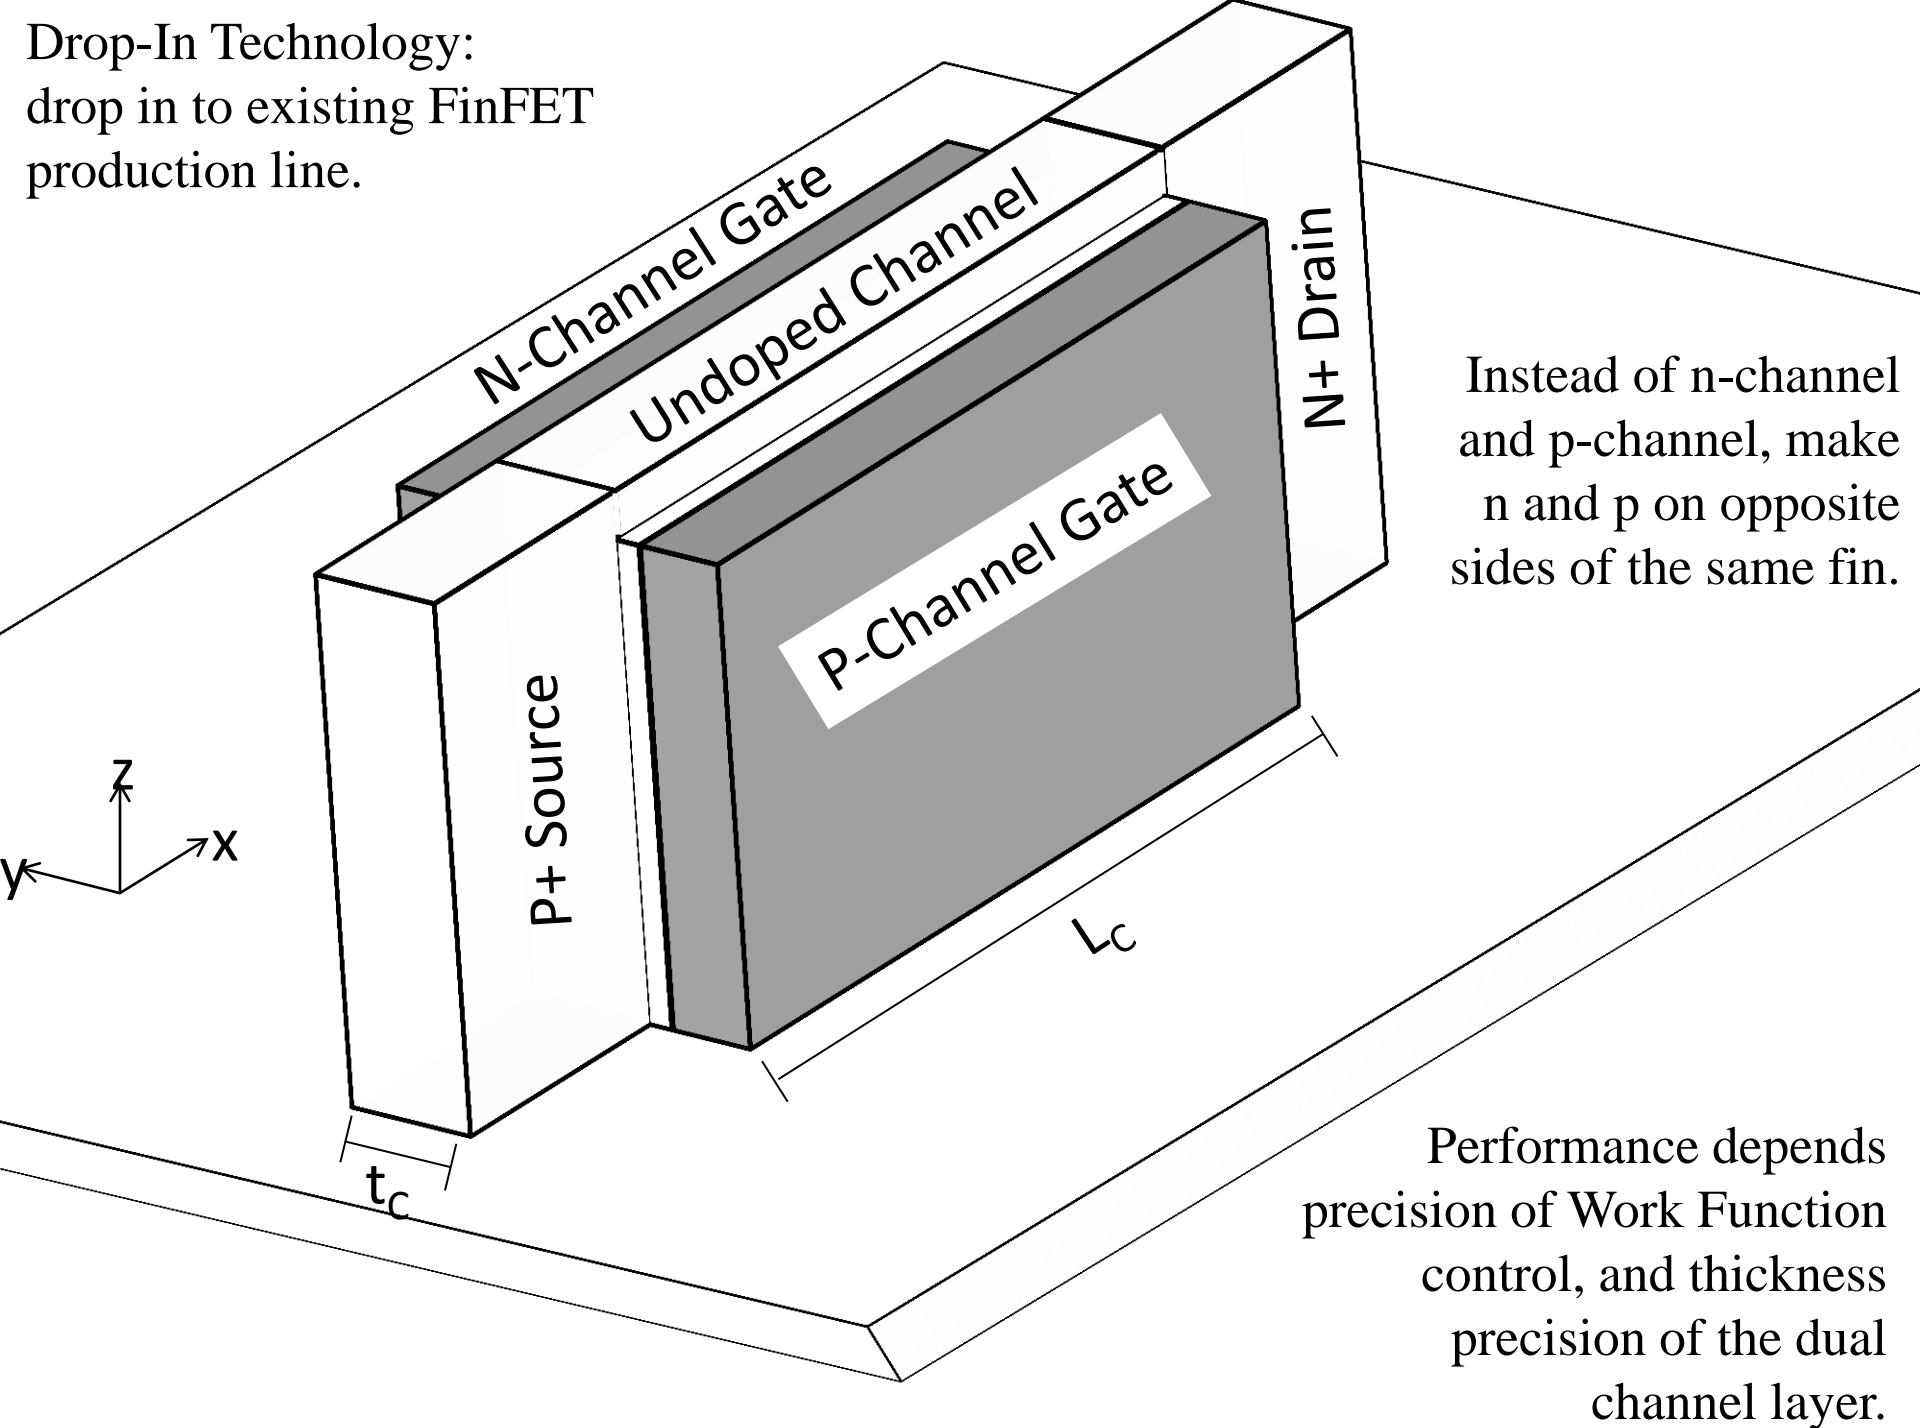 Drop-In Technology:
drop in to existing FinFET
production line.
N-Channel Gate
Undoped Channel
N+ Drain
Instead of n-channel
and p-channel, make
n and p on opposite
sides of the same fin.
P-Channel Gate
P+ Source
z
x
y
LC
tC
Performance depends
precision of Work Function
control, and thickness
precision of the dual
channel layer.